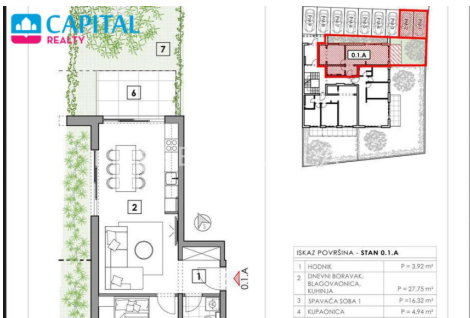 CAPITAL
REALTY
7
6
2
1
0.1.A
0.1.A
ISKAZ POVRŠINA - STAN 0.1.A
1 HODNIK P = 3,92 m²
2 DNEVNI BORAVAK, BLAGOVAONICA, KUHINJA P = 27,75 m²
3 SPAVAĆA SOBA 1 P =16,32 m²
4 KUPAONICA P = 4,94 m²